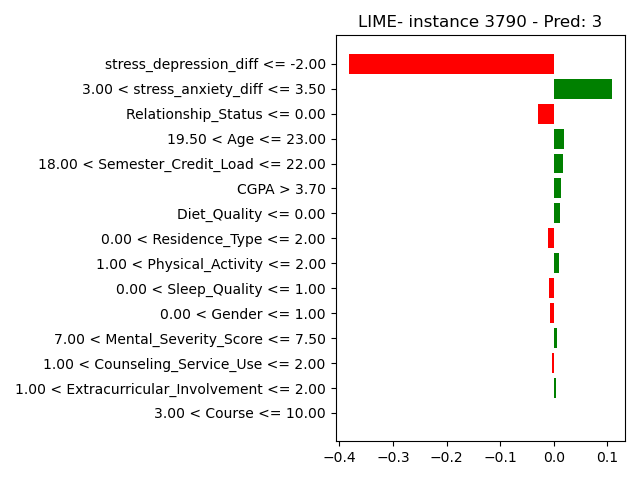 LIME- instance 3790 - Pred: 3
stress_depression_diff <= -2.00
3.00 < stress_anxiety_diff <= 3.50
Relationship_Status <= 0.00
19.50 < Age <= 23.00
18.00 < Semester_Credit_Load <= 22.00
CGPA > 3.70
Diet_Quality <= 0.00
0.00 < Residence_Type <= 2.00
1.00 < Physical_Activity <= 2.00
0.00 < Sleep_Quality <= 1.00
0.00 < Gender <= 1.00
7.00 < Mental_Severity_Score <= 7.50
1.00 < Counseling_Service_Use <= 2.00
1.00 < Extracurricular_Involvement <= 2.00
3.00 < Course <= 10.00
−0.4 −0.3 −0.2 −0.1 0.0 0.1